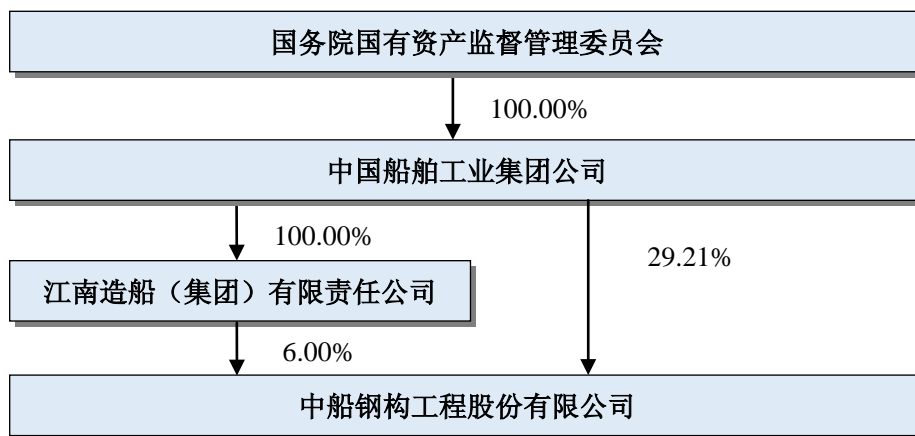 国务院国有资产监督管理委员会
100.00%
中国船舶工业集团公司
100.00%
29.21%
江南造船（集团）有限责任公司
6.00%
中船钢构工程股份有限公司